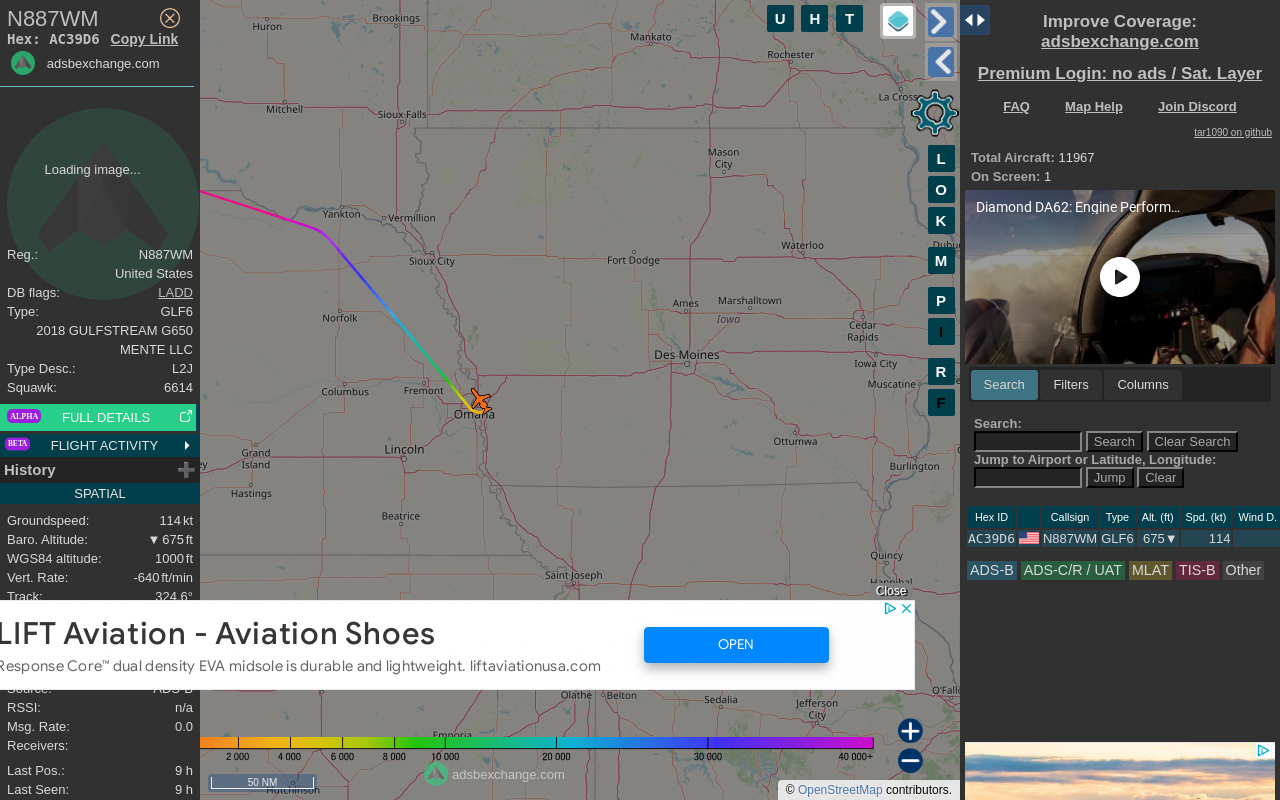 N887WM
Hex: AC39D6 Copy Link
adsbexchange.com
Loading image...
Reg.: N887WM
United States
DB flags: LADD
Type: GLF6
2018 GULFSTREAM G650
MENTE LLC
Type Desc.: L2J
Squawk: 6614
ALPHA FULL DETAILS
BETA FLIGHT ACTIVITY
History
SPATIAL
Groundspeed: 114 kt
Baro. Altitude: ▼ 675 ft
WGS84 altitude: 1000 ft
Vert. Rate: -640 ft/min
Track: 324.6°
Source: ADS-B
RSSI: n/a
Msg. Rate: 0.0
Receivers:
Last Pos.: 9 h
Last Seen: 9 h
U H T
L
O
K
M
P
I
R
F
Huron
Brookings
Mankato
Rochester
La Cross
Mitchell
Sioux Falls
Mason
City
Yankton
Vermillion
Sioux City
Fort Dodge
Waterloo
Dubu
Norfolk
Ames
Marshalltown
Iowa
Cedar
Rapids
Des Moines
Iowa City
Columbus
Fremont
Muscatine
Omaha
Lincoln
Grand
Island
Ottumwa
Burlington
Hastings
Beatrice
Quincy
Saint Joseph
Hannibal
Close
LIFT Aviation - Aviation Shoes
Response Core™ dual density EVA midsole is durable and lightweight. liftaviationusa.com
OPEN
Olathe
Belton
Sedalia
Jefferson
City
O'Fallo
Emporia
2 000 4 000 6 000 8 000 10 000 20 000 30 000 40 000+
adsbexchange.com
50 NM
Hutchinson
© OpenStreetMap contributors.
Improve Coverage:
adsbexchange.com
Premium Login: no ads / Sat. Layer
FAQ Map Help Join Discord
tar1090 on github
Total Aircraft: 11967
On Screen: 1
Diamond DA62: Engine Perform...
Search Filters Columns
Search:
Search Clear Search
Jump to Airport or Latitude, Longitude:
Jump Clear
Hex ID Callsign Type Alt. (ft) Spd. (kt) Wind D.
AC39D6 N887WM GLF6 675▼ 114
ADS-B ADS-C/R / UAT MLAT TIS-B Other